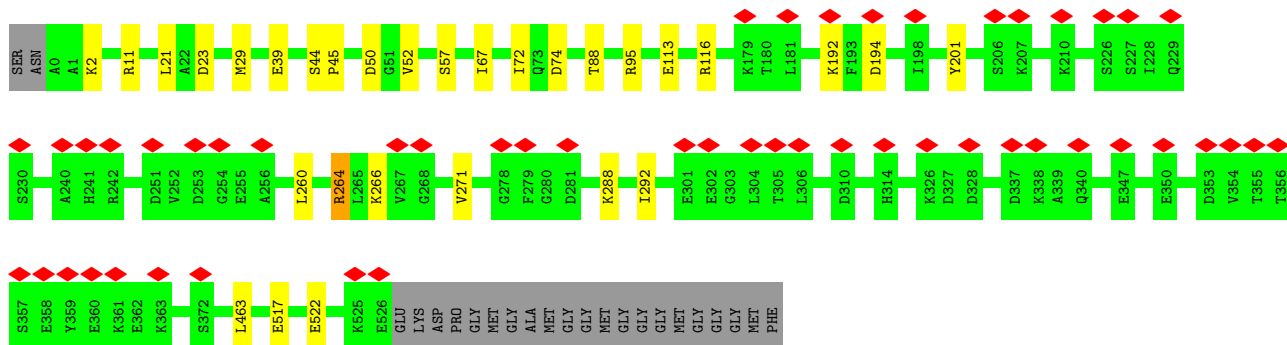 SER ASN A0 A1 K2 R11 L21 A22 D23 M29 E39 S44 P45 D50 G51 V52 S57 I67 I72 Q73 D74 T88 R95 E113 R116 K179 T180 L181 K192 F193 D194 I198 Y201 S206 K207 K210 S226 S227 I228 Q229
S230 A240 H241 R242 D251 V252 D253 G254 E255 A256 L260 R264 L265 K266 V267 G268 V271 G278 F279 G280 D281 K288 I292 E301 E302 G303 L304 T305 L306 D310 H314 K326 D327 D328 D337 K338 A339 Q340 E347 E350 D353 V354 T355 T356
S357 E358 Y359 E360 K361 E362 K363 S372 L463 E517 E522 K525 E526 GLU LYS ASP PRO GLY MET GLY ALA MET GLY GLY MET GLY GLY GLY MET GLY GLY GLY MET PHE